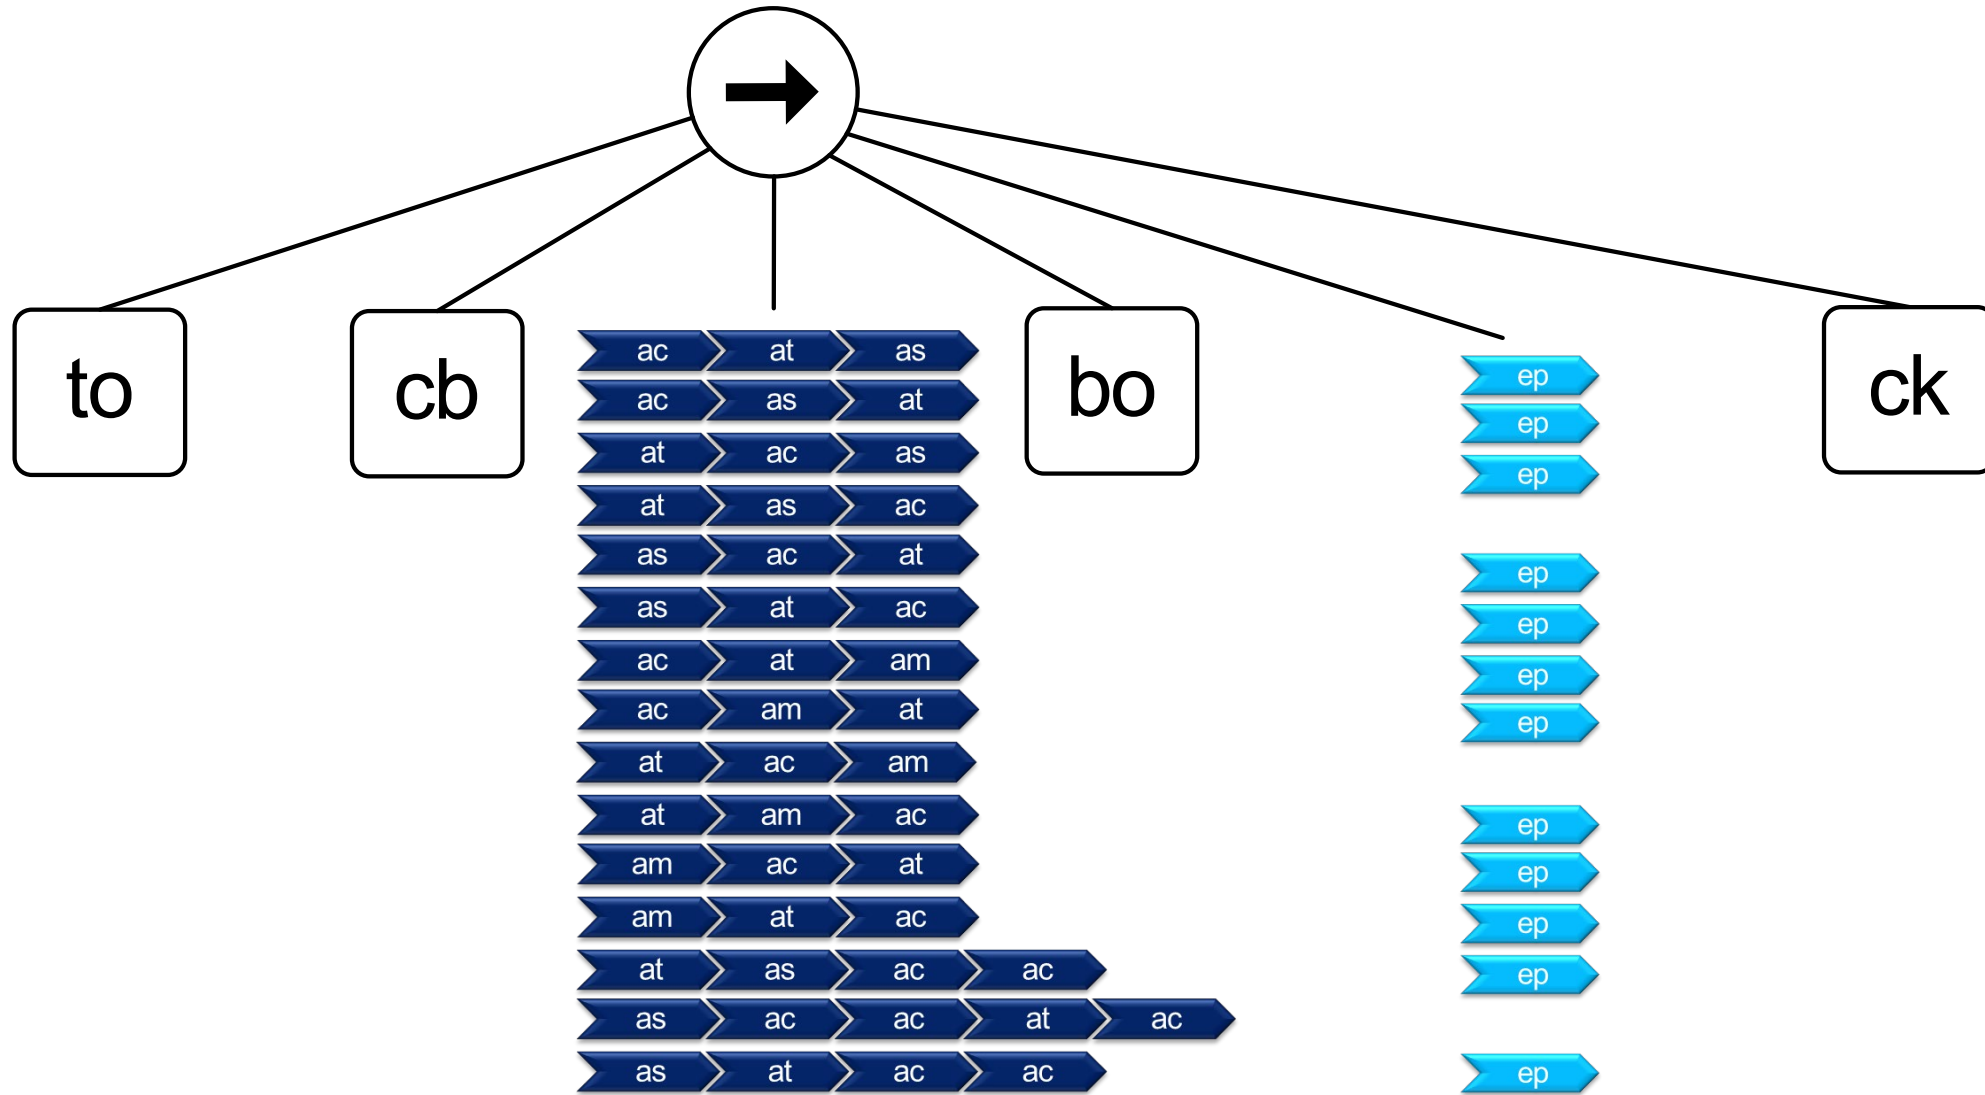 to
cb
bo
ck
ac at as
ac as at
at ac as
at as ac
as ac at
as at ac
ac at am
ac am at
at ac am
at am ac
am ac at
am at ac
at as ac ac
as ac ac at ac
as at ac ac
ep
ep
ep
ep
ep
ep
ep
ep
ep
ep
ep
ep